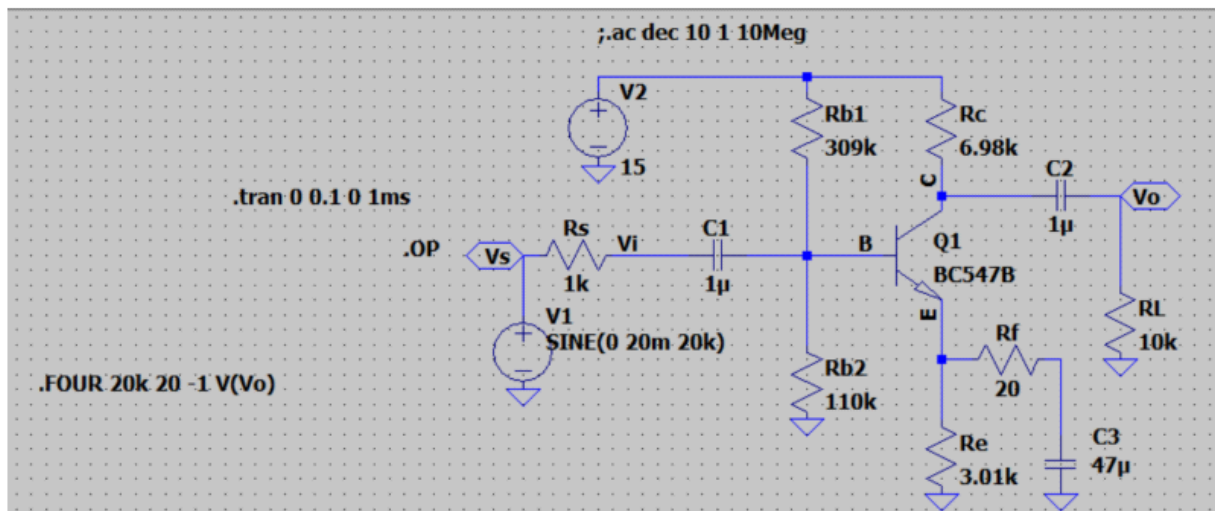 ;.ac dec 10 1 10Meg
V2
15
Rb1
309k
Rc
6.98k
.tran 0 0.1 0 1ms
C
C2
1µ
Vo
.OP
Vs
Rs
1k
Vi
C1
1µ
B
Q1
BC547B
V1
SINE(0 20m 20k)
E
Rf
20
RL
10k
.FOUR 20k 20 -1 V(Vo)
Rb2
110k
Re
3.01k
C3
47µ